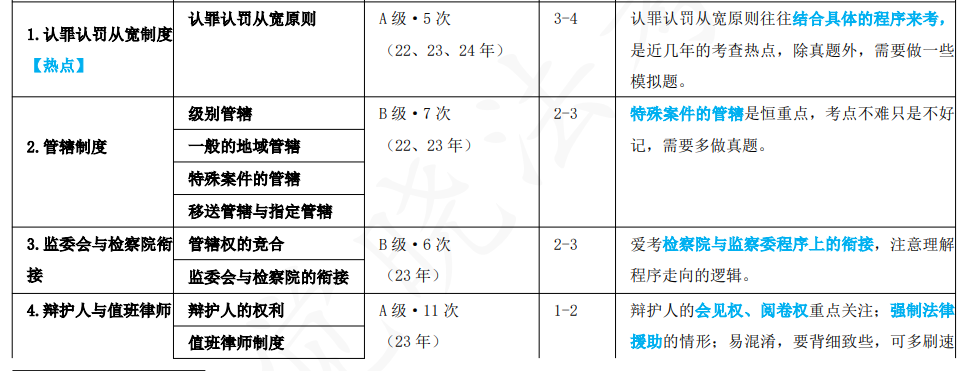 1.认罪认罚从宽制度
【热点】
认罪认罚从宽原则
A 级·5 次
（22、23、24 年）
3-4
认罪认罚从宽原则往往结合具体的程序来考，
是近几年的考查热点，除真题外，需要做一些
模拟题。
2.管辖制度
级别管辖
一般的地域管辖
特殊案件的管辖
移送管辖与指定管辖
B 级·7 次
（22、23 年）
2-3
特殊案件的管辖是恒重点，考点不难只是不好
记，需要多做真题。
3.监委会与检察院衔
接
管辖权的竞合
监委会与检察院的衔接
B 级·6 次
（23 年）
2-3
爱考检察院与监察委程序上的衔接，注意理解
程序走向的逻辑。
4.辩护人与值班律师
辩护人的权利
值班律师制度
A 级·11 次
（23 年）
1-2
辩护人的会见权、阅卷权重点关注；强制法律
援助的情形；易混淆，要背细致些，可多刷速